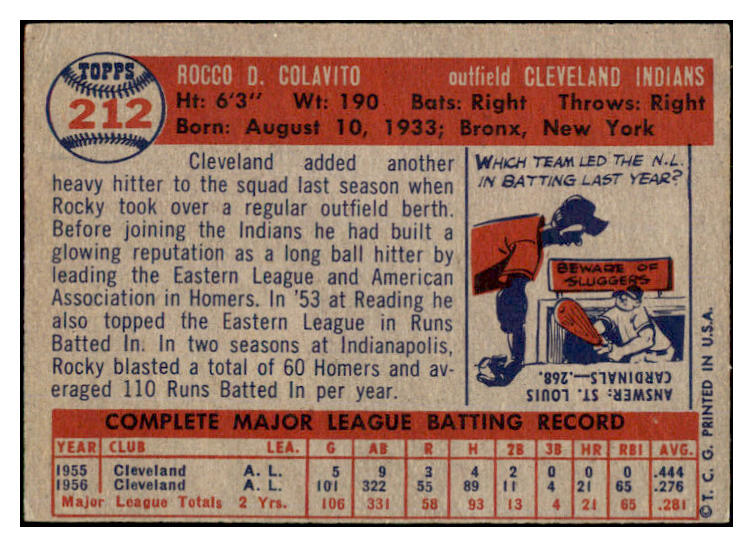 TOPPS
212
ROCCO D. COLAVITO outfield CLEVELAND INDIANS
Ht: 6'3" Wt: 190 Bats: Right Throws: Right
Born: August 10, 1933; Bronx, New York
Cleveland added another
heavy hitter to the squad last season when
Rocky took over a regular outfield berth.
Before joining the Indians he had built a
glowing reputation as a long ball hitter by
leading the Eastern League and American
Association in Homers. In '53 at Reading he
also topped the Eastern League in Runs
Batted In. In two seasons at Indianapolis,
Rocky blasted a total of 60 Homers and av-
eraged 110 Runs Batted In per year.
WHICH TEAM LED THE N.L.
IN BATTING LAST YEAR?
BEWARE OF
SLUGGERS
ANSWER: ST. LOUIS
CARDINALS—.268.
COMPLETE MAJOR LEAGUE BATTING RECORD
YEAR CLUB LEA. G AB R H 2B 3B HR RBI AVG.
1955 Cleveland A. L. 5 9 3 4 2 0 0 0 .444
1956 Cleveland A. L. 101 322 55 89 11 4 21 65 .276
Major League Totals 2 Yrs. 106 331 58 93 13 4 21 65 .281
© T. C. G. PRINTED IN U.S.A.